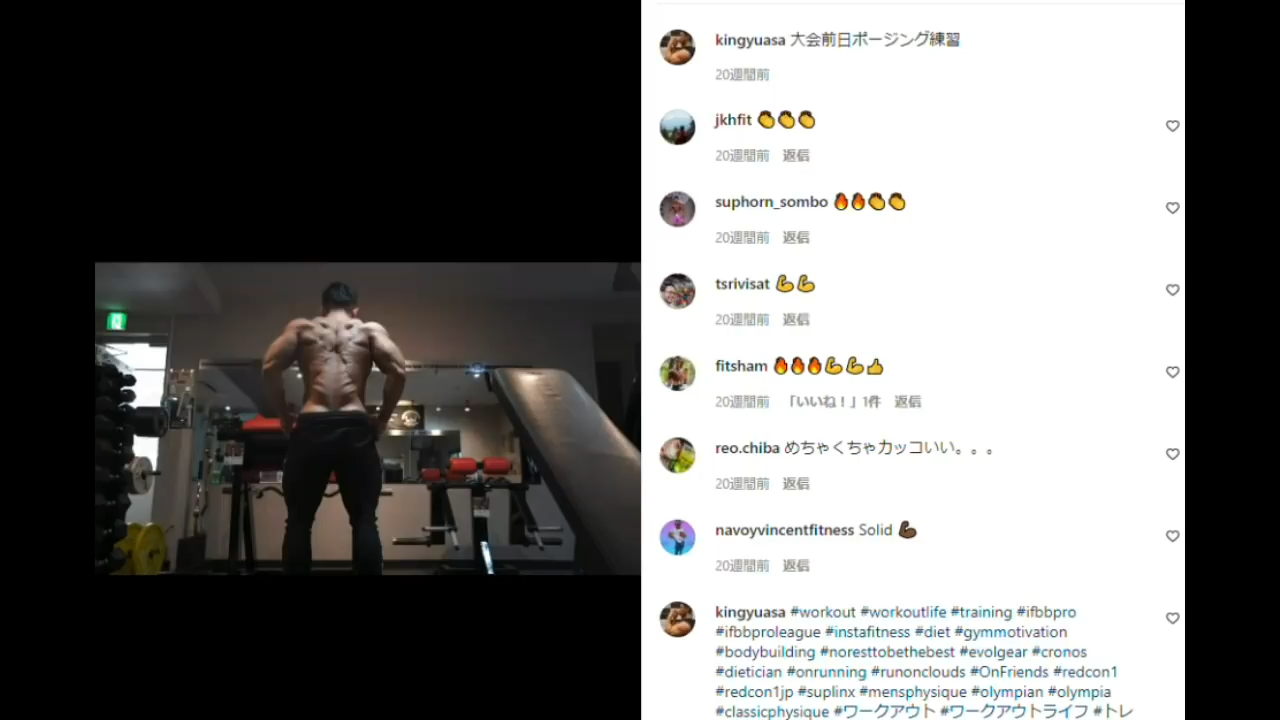 kingyuasa 大会前日ポージング練習
20週間前
jkhfit 👏👏👏
20週間前 返信
suphorn_sombo 🔥🔥👏👏
20週間前 返信
tsrivisat 💪💪
20週間前 返信
fitsham 🔥🔥🔥💪💪👍
20週間前 「いいね！」1件 返信
reo.chiba めちゃくちゃカッコいい。。。
20週間前 返信
navoyvincentfitness Solid 💪🏿
20週間前 返信
kingyuasa #workout #workoutlife #training #ifbbpro
#ifbbproleague #instafitness #diet #gymmotivation
#bodybuilding #noresttobethebest #evolgear #cronos
#dietician #onrunning #runonclouds #OnFriends #redcon1
#redcon1jp #suplinx #mensphysique #olympian #olympia
#classicphysique #ワークアウト #ワークアウトライフ #トレ